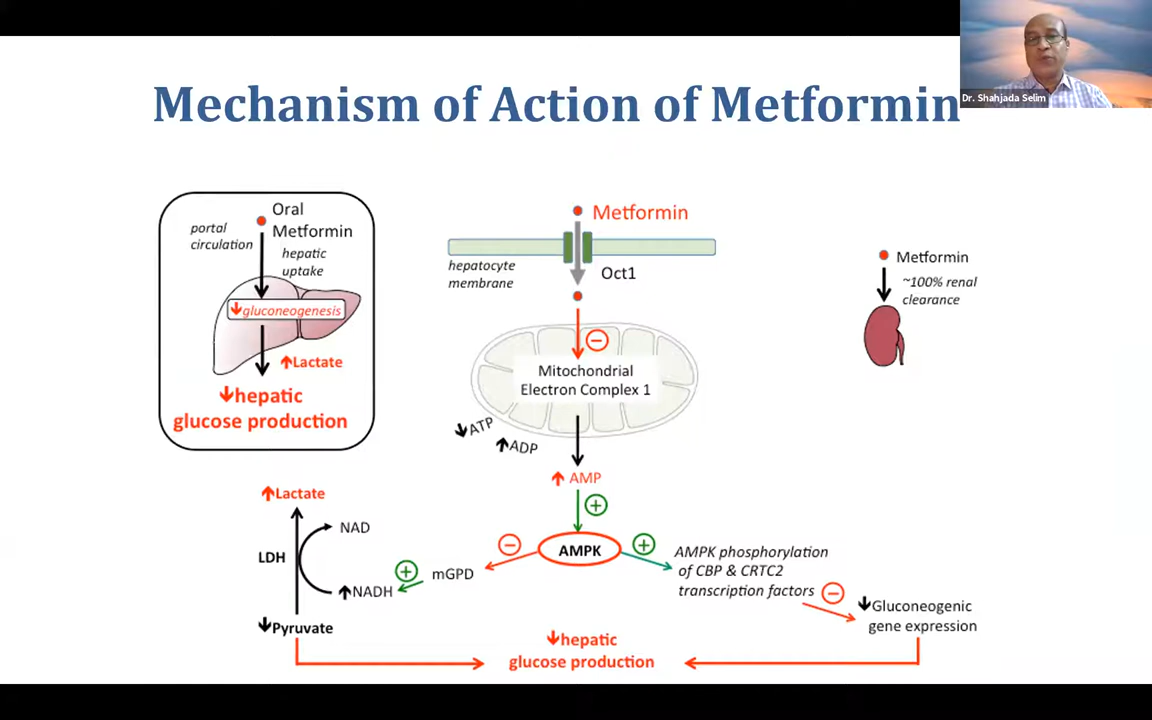 Dr. Shahjada Selim
Mechanism of Action of Metformin
Oral
Metformin
portal
circulation
hepatic
uptake
gluconeogenesis
Lactate
hepatic
glucose production
Metformin
hepatocyte
membrane
Oct1
Mitochondrial
Electron Complex 1
ATP
ADP
AMP
AMPK
mGPD
AMPK phosphorylation
of CBP & CRTC2
transcription factors
Gluconeogenic
gene expression
Metformin
~100% renal
clearance
Lactate
NAD
LDH
NADH
Pyruvate
hepatic
glucose production